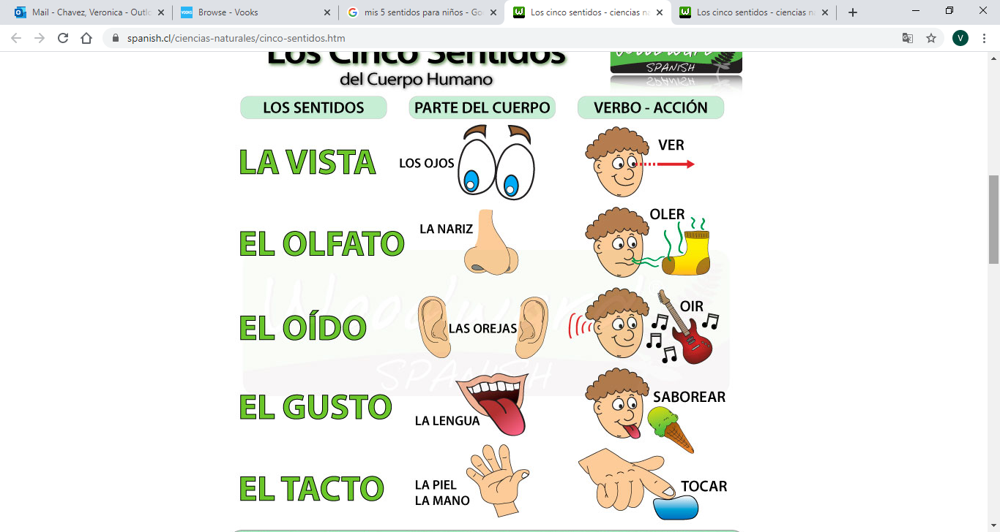 Mail - Chavez, Veronica - Outlo
Browse - Vooks
mis 5 sentidos para niños - Goo
Los cinco sentidos - ciencias na
Los cinco sentidos - ciencias na
spanish.cl/ciencias-naturales/cinco-sentidos.htm
V
Los Cinco Sentidos
del Cuerpo Humano
Woodward
SPANISH
LOS SENTIDOS
PARTE DEL CUERPO
VERBO - ACCIÓN
LA VISTA
LOS OJOS
VER
EL OLFATO
LA NARIZ
OLER
EL OÍDO
LAS OREJAS
OIR
EL GUSTO
LA LENGUA
SABOREAR
EL TACTO
LA PIEL
LA MANO
TOCAR
Woodward
SPANISH